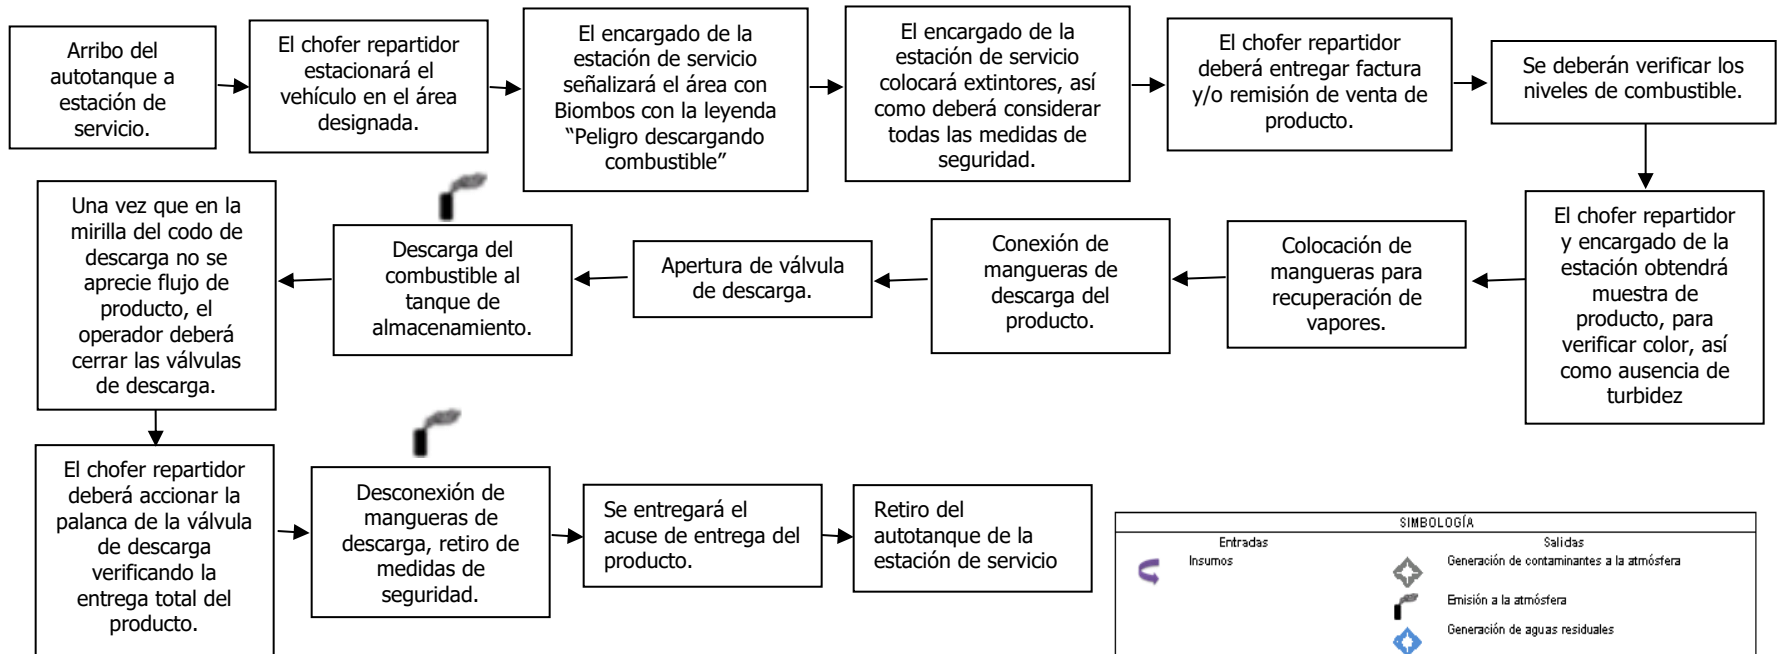 Arribo del
autotanque a
estación de
servicio.
El chofer repartidor
estacionará el
vehículo en el área
designada.
El encargado de la
estación de servicio
señalizará el área con
Biombos con la leyenda
“Peligro descargando
combustible”
El encargado de la
estación de servicio
colocará extintores, así
como deberá considerar
todas las medidas de
seguridad.
El chofer repartidor
deberá entregar factura
y/o remisión de venta de
producto.
Se deberán verificar los
niveles de combustible.
El chofer repartidor
y encargado de la
estación obtendrá
muestra de
producto, para
verificar color, así
como ausencia de
turbidez
Colocación de
mangueras para
recuperación de
vapores.
Conexión de
mangueras de
descarga del
producto.
Apertura de válvula
de descarga.
Descarga del
combustible al
tanque de
almacenamiento.
Una vez que en la
mirilla del codo de
descarga no se
aprecie flujo de
producto, el
operador deberá
cerrar las válvulas
de descarga.
El chofer repartidor
deberá accionar la
palanca de la válvula
de descarga
verificando la
entrega total del
producto.
Desconexión de
mangueras de
descarga, retiro de
medidas de
seguridad.
Se entregará el
acuse de entrega del
producto.
Retiro del
autotanque de la
estación de servicio
SIMBOLOGÍA
Entradas
Insumos
Salidas
Generación de contaminantes a la atmósfera
Emisión a la atmósfera
Generación de aguas residuales